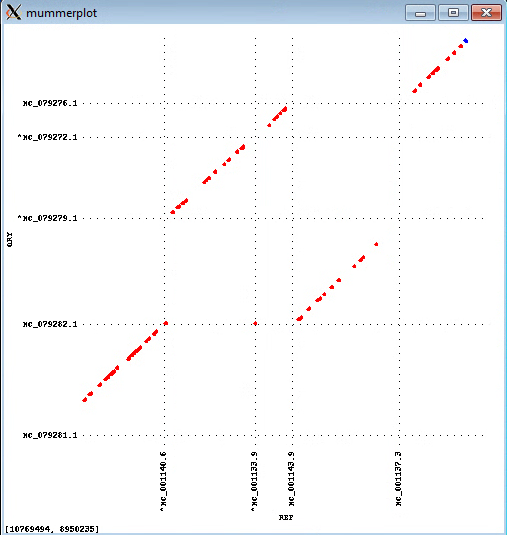 mummerplot
NC_079276.1
^NC_079272.1
^NC_079279.1
QRY
NC_079282.1
NC_079281.1
^NC_001140.6
^NC_001133.9
NC_001143.9
NC_001137.3
REF
[10769494, 8950235]